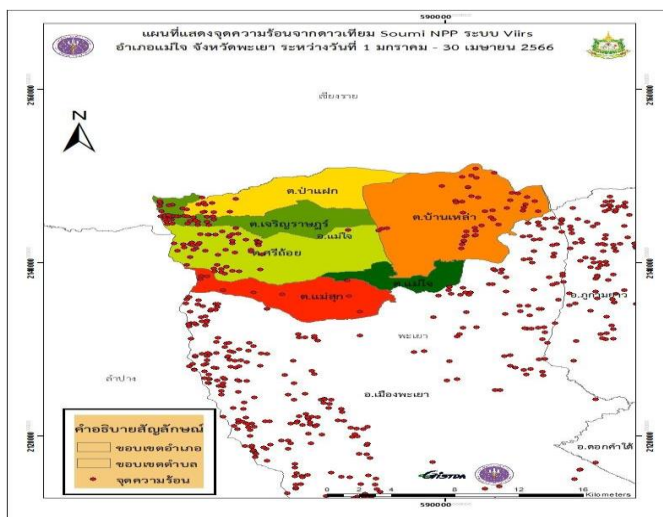 590000
แผนที่แสดงจุดความร้อนจากดาวเทียม Soumi NPP ระบบ Viirs
อำเภอแม่ใจ จังหวัดพะเยา ระหว่างวันที่ 1 มกราคม - 30 เมษายน 2566
2160000
เชียงราย
N
ต.ป่าแฝก
ต.บ้านเหล่า
ต.เจริญราษฎร์
อ.แม่ใจ
ต.ศรีถ้อย
2140000
ต.แม่ใจ
ต.แม่สุก
อ.ภูกามยาว
พะเยา
ลำปาง
อ.เมืองพะเยา
คำอธิบายสัญลักษณ์
ขอบเขตอำเภอ
ขอบเขตตำบล
จุดความร้อน
2120000
อ.ดอกคำใต้
GISTDA
0 2 4 8 12 16
Kilometers
590000